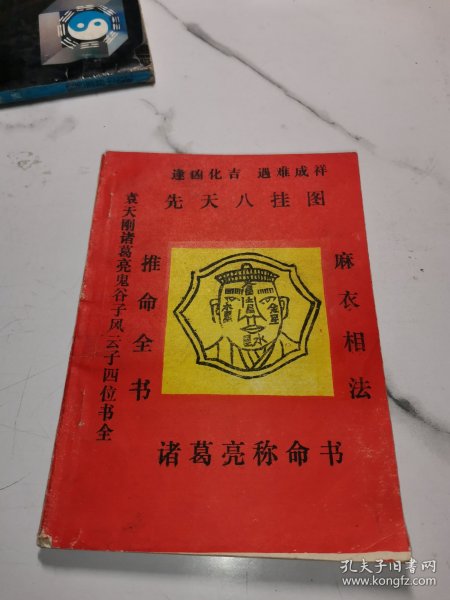 逢凶化吉 遇难成祥
先天八挂图
袁天刚诸葛亮鬼谷子风云子四位书全
推命全书
麻衣相法
诸葛亮称命书
孔夫子旧书网
www.kongfz.com